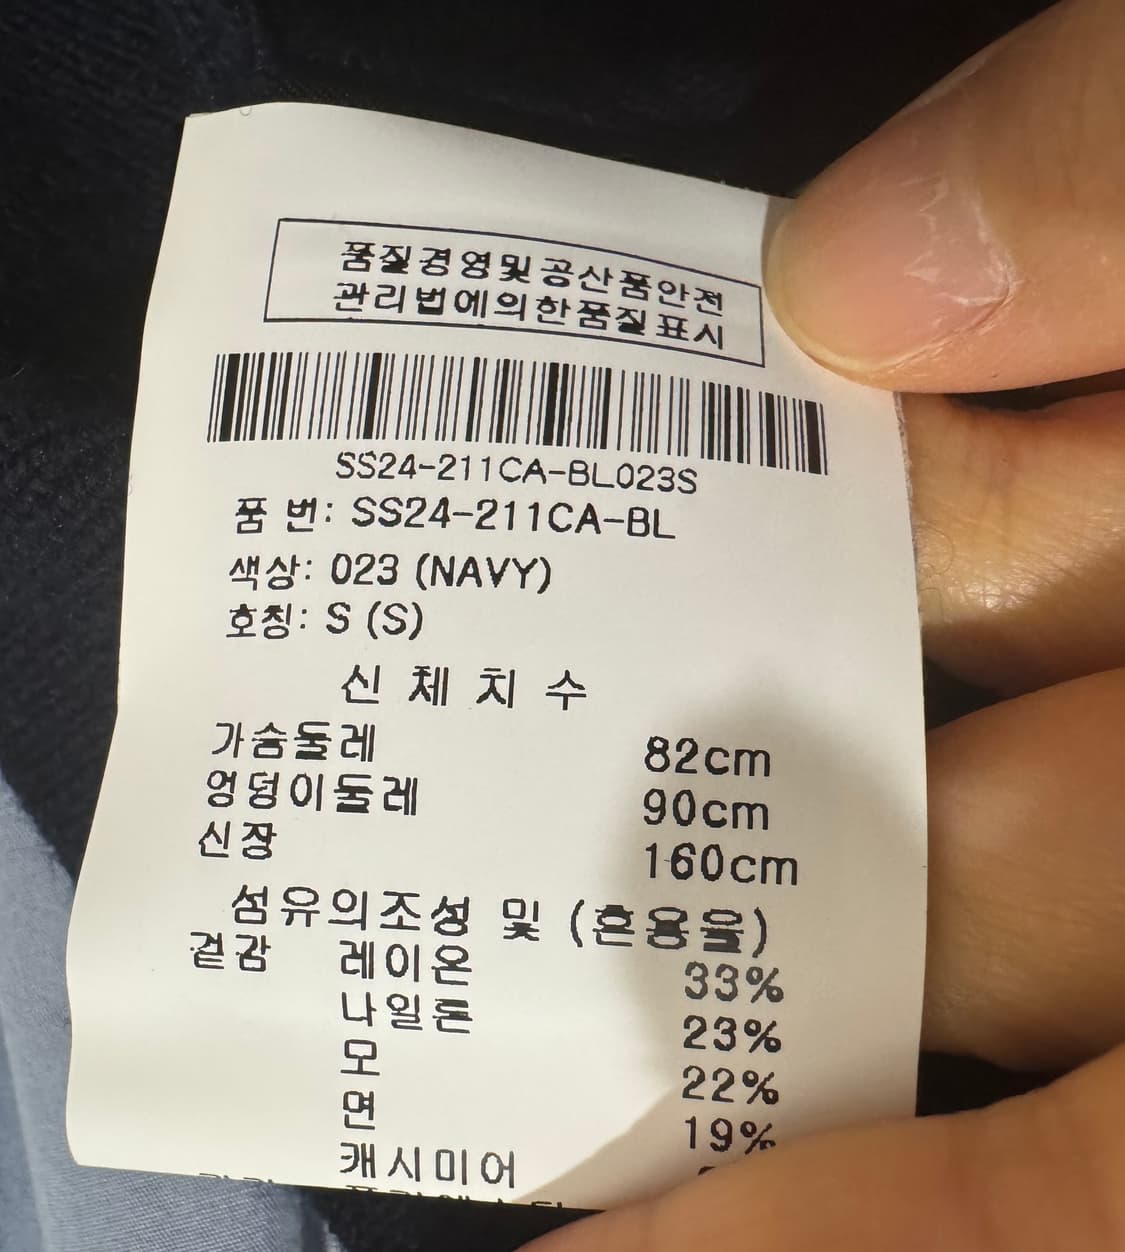 품질경영및공산품안전
관리법에의한품질표시
SS24-211CA-BL023S
품 번: SS24-211CA-BL
색상: 023 (NAVY)
호칭: S (S)
신 체 치 수
가슴둘레 82cm
엉덩이둘레 90cm
신장 160cm
섬유의조성 및 (혼용율)
겉감 레이온 33%
나일론 23%
모 22%
면 19%
캐시미어